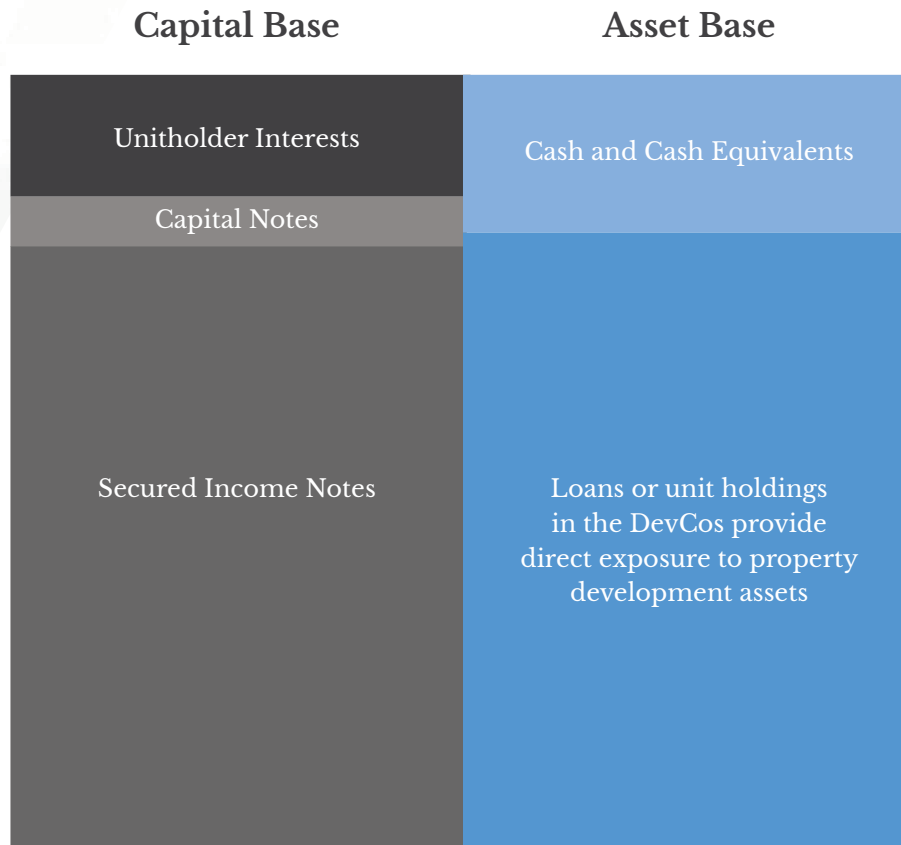 Capital Base
Asset Base
Unitholder Interests
Cash and Cash Equivalents
Capital Notes
Secured Income Notes
Loans or unit holdings
in the DevCos provide
direct exposure to property
development assets